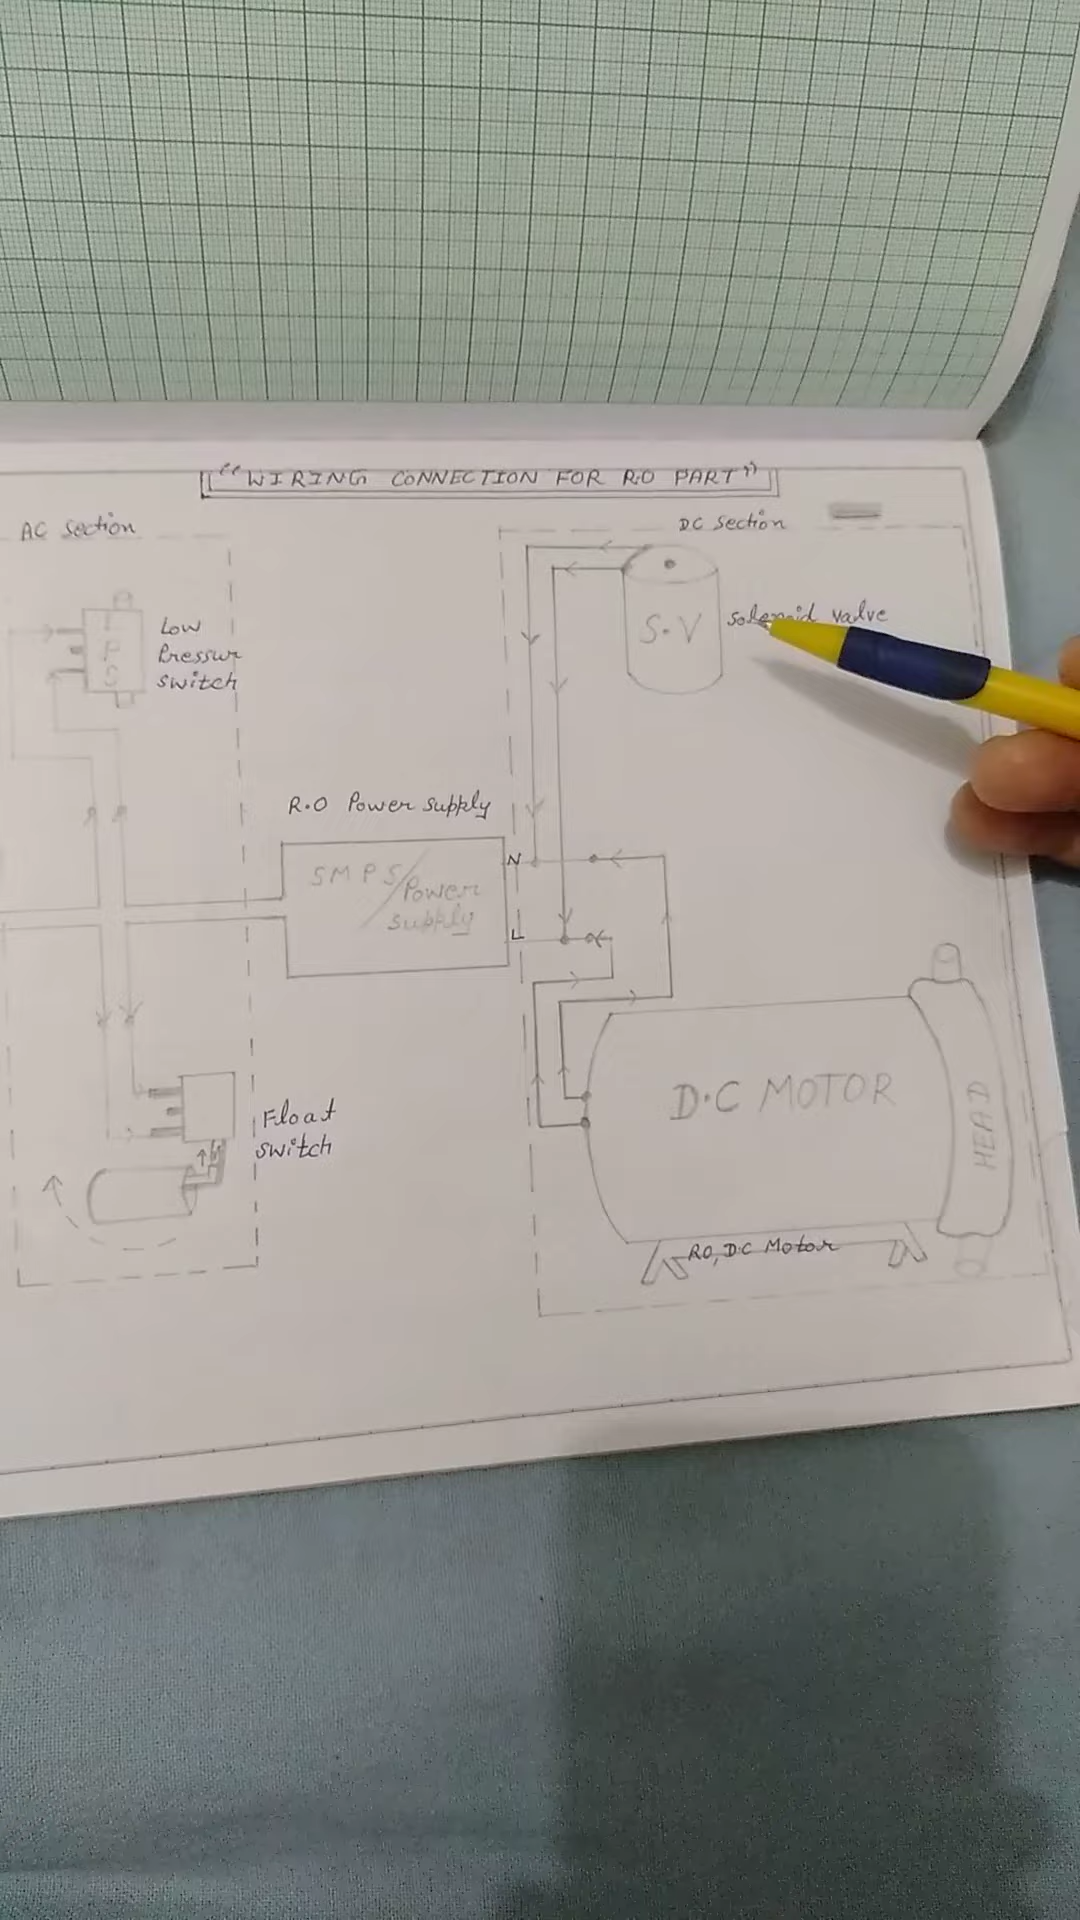 "WIRING CONNECTION FOR R.O PART"
AC Section
DC Section
L
P
S
Low
Pressur
switch
S.V
Solenoid valve
R.O Power supply
SMPS/Power
supply
N
L
Float
switch
D.C MOTOR
HEAD
RO, D.C Motor